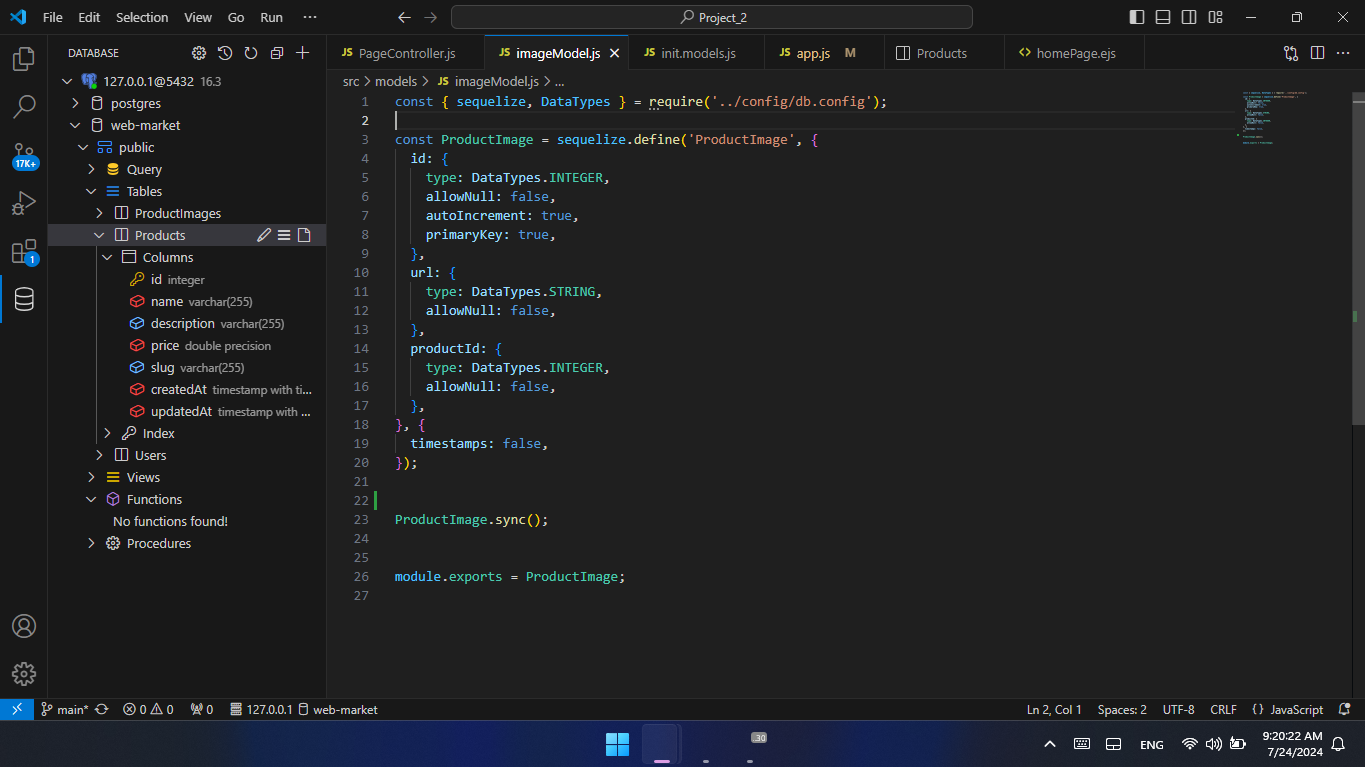 File Edit Selection View Go Run ··· Project_2
DATABASE
127.0.0.1@5432 16.3
postgres
web-market
public
Query
Tables
ProductImages
Products
Columns
id integer
name varchar(255)
description varchar(255)
price double precision
slug varchar(255)
createdAt timestamp with ti...
updatedAt timestamp with ...
Index
Users
Views
Functions
No functions found!
Procedures
17K+
1
JS PageController.js JS imageModel.js JS init.models.js JS app.js M Products homePage.ejs
src > models > JS imageModel.js > ...
1 const { sequelize, DataTypes } = require('../config/db.config');
2
3 const ProductImage = sequelize.define('ProductImage', {
4 id: {
5 type: DataTypes.INTEGER,
6 allowNull: false,
7 autoIncrement: true,
8 primaryKey: true,
9 },
10 url: {
11 type: DataTypes.STRING,
12 allowNull: false,
13 },
14 productId: {
15 type: DataTypes.INTEGER,
16 allowNull: false,
17 },
18 }, {
19 timestamps: false,
20 });
21
22
23 ProductImage.sync();
24
25
26 module.exports = ProductImage;
27
main* 0 0 0 127.0.0.1 web-market Ln 2, Col 1 Spaces: 2 UTF-8 CRLF {} JavaScript
.30 ENG 9:20:22 AM
7/24/2024